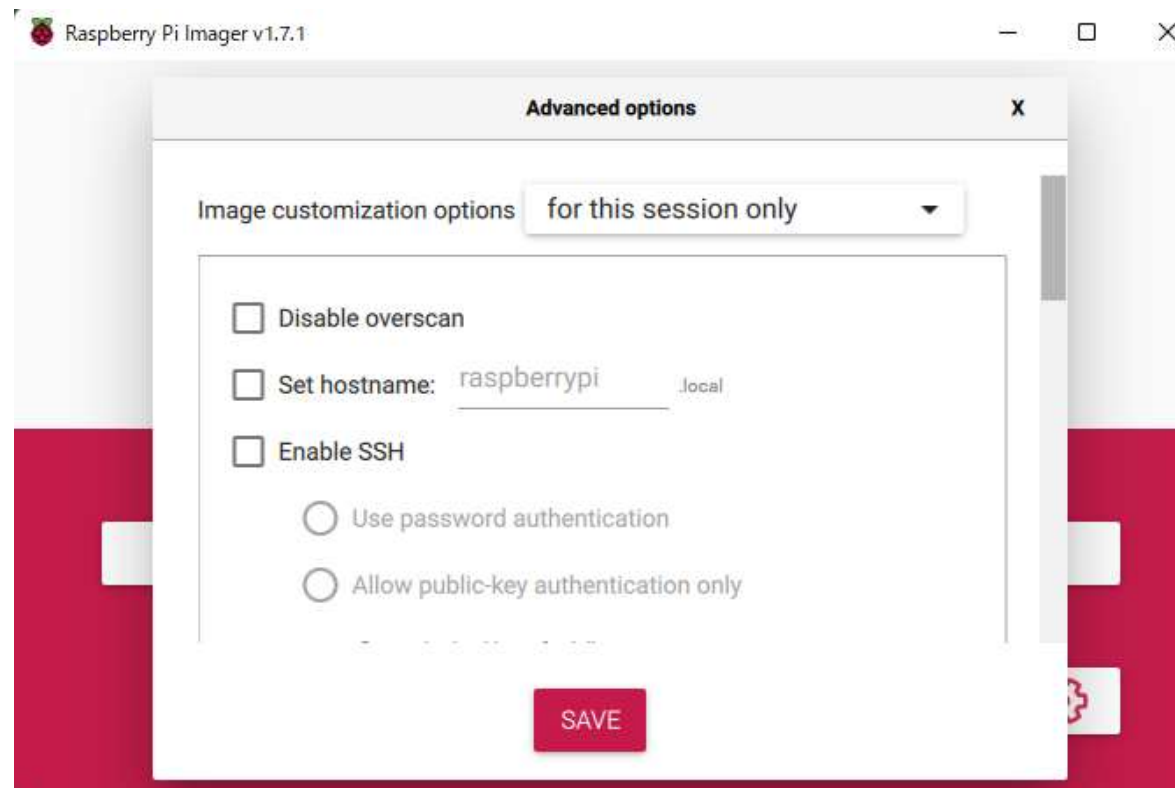 Raspberry Pi Imager v1.7.1
Advanced options X
Image customization options for this session only
Disable overscan
Set hostname: raspberrypi .local
Enable SSH
Use password authentication
Allow public-key authentication only
SAVE